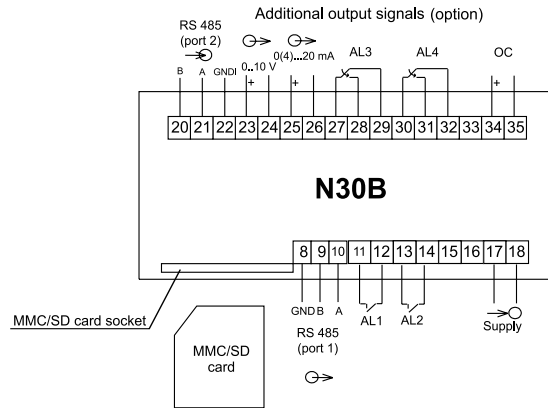 Additional output signals (option)
RS 485
(port 2)
0..10 V
0(4)...20 mA
AL3
AL4
OC
B
A
GNDI
+
+
+
20 21 22 23 24 25 26 27 28 29 30 31 32 33 34 35
N30B
8 9 10 11 12 13 14 15 16 17 18
GND B A
AL1
AL2
Supply
RS 485
(port 1)
MMC/SD card socket
MMC/SD
card